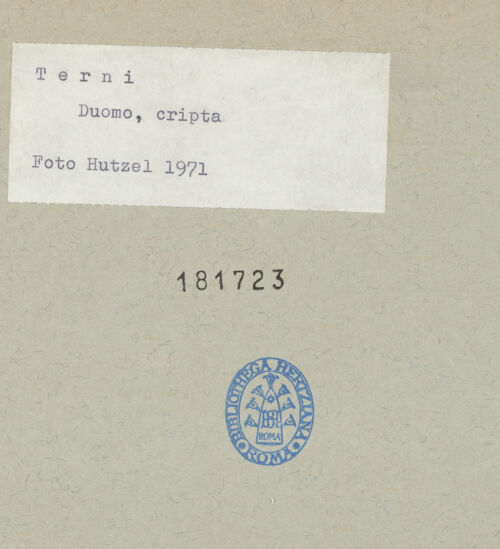 T e r n i
Duomo, cripta
Foto Hutzel 1971
181723
BIBLIOTHECA HERTZIANA
ROMA
ROMA